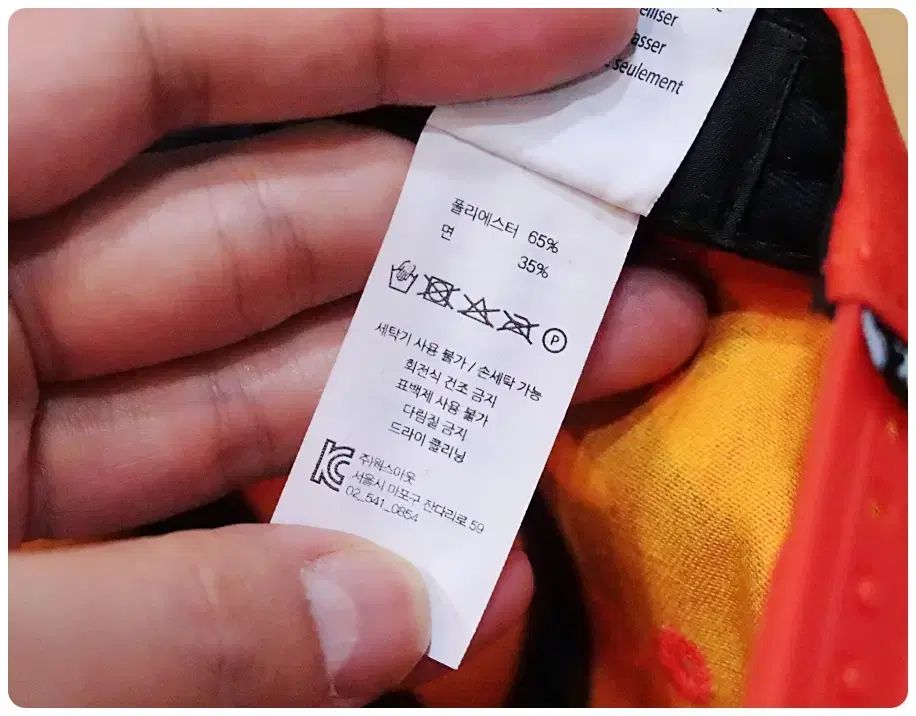 seulement
폴리에스터 65%
면 35%
P
세탁기 사용 불가 / 손세탁 가능
회전식 건조 금지
표백제 사용 불가
다림질 금지
드라이 클리닝
주)웍스아웃
서울시 마포구 잔다리로 59
02_541_0854